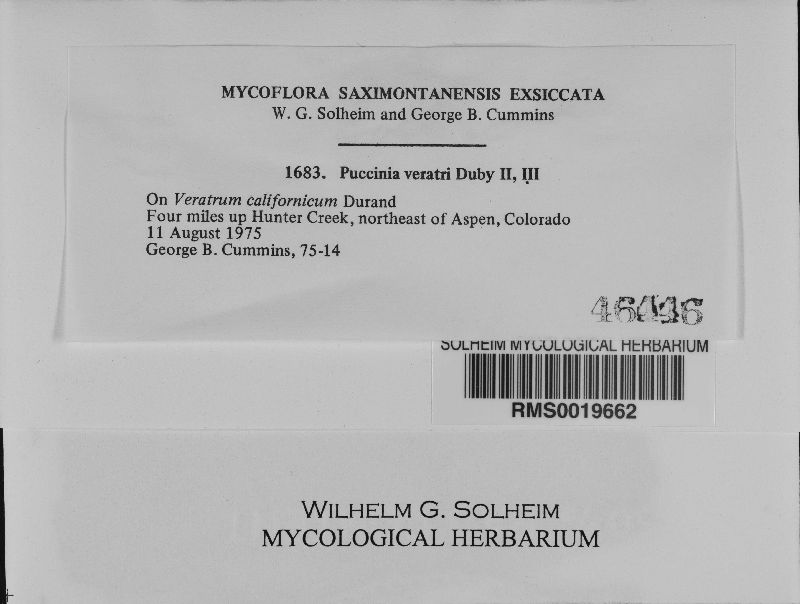 MYCOFLORA SAXIMONTANENSIS EXSICCATA
W. G. Solheim and George B. Cummins
1683. Puccinia veratri Duby II, III
On Veratrum californicum Durand
Four miles up Hunter Creek, northeast of Aspen, Colorado
11 August 1975
George B. Cummins, 75-14
SOLHEIM MYCOLOGICAL HERBARIUM
RMS0019662
WILHELM G. SOLHEIM
MYCOLOGICAL HERBARIUM